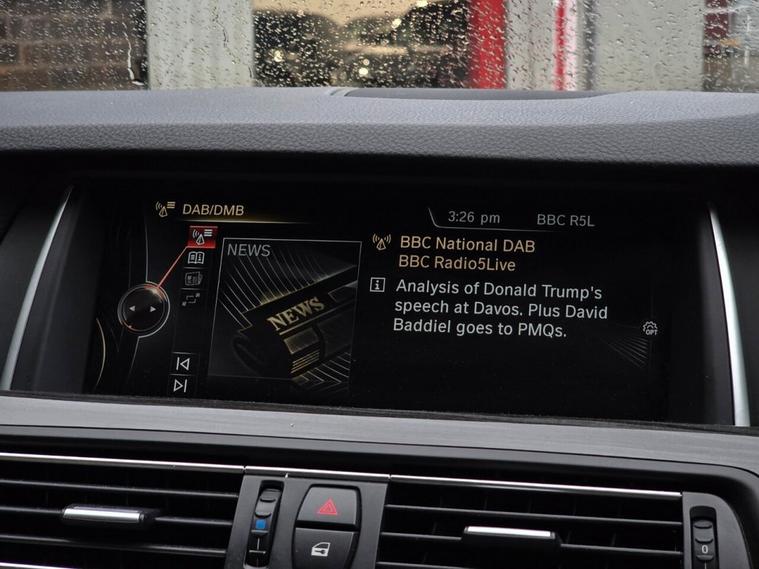 DAB/DMB
3:26 pm
BBC R5L
NEWS
NEWS
BBC National DAB
BBC Radio5Live
Analysis of Donald Trump's
speech at Davos. Plus David
Baddiel goes to PMQs.
OPT
0